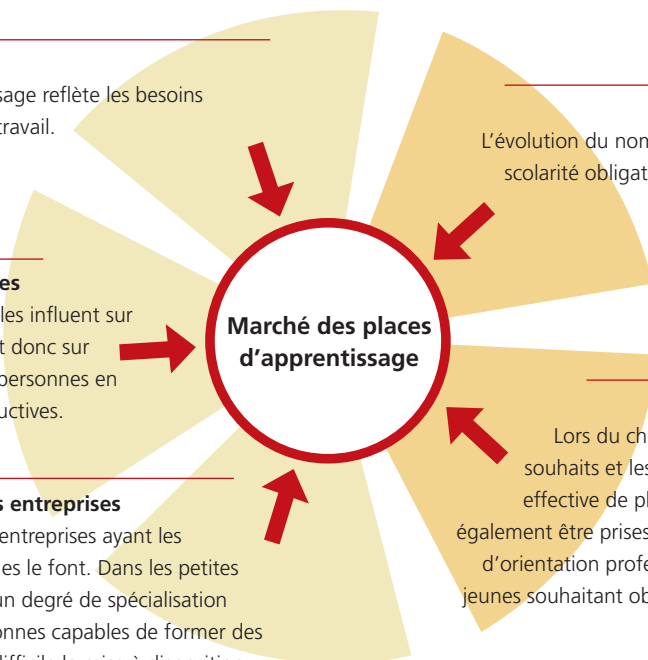 sage reflète les besoins
travail.
es
les influent sur
t donc sur
personnes en
uctives.
s entreprises
entreprises ayant les
es le font. Dans les petites
un degré de spécialisation
onnes capables de former des
Marché des places
d'apprentissage
L'évolution du nom
scolarité obligat
Lors du ch
souhaits et les
effective de pl
également être prises
d'orientation profe
jeunes souhaitant ob